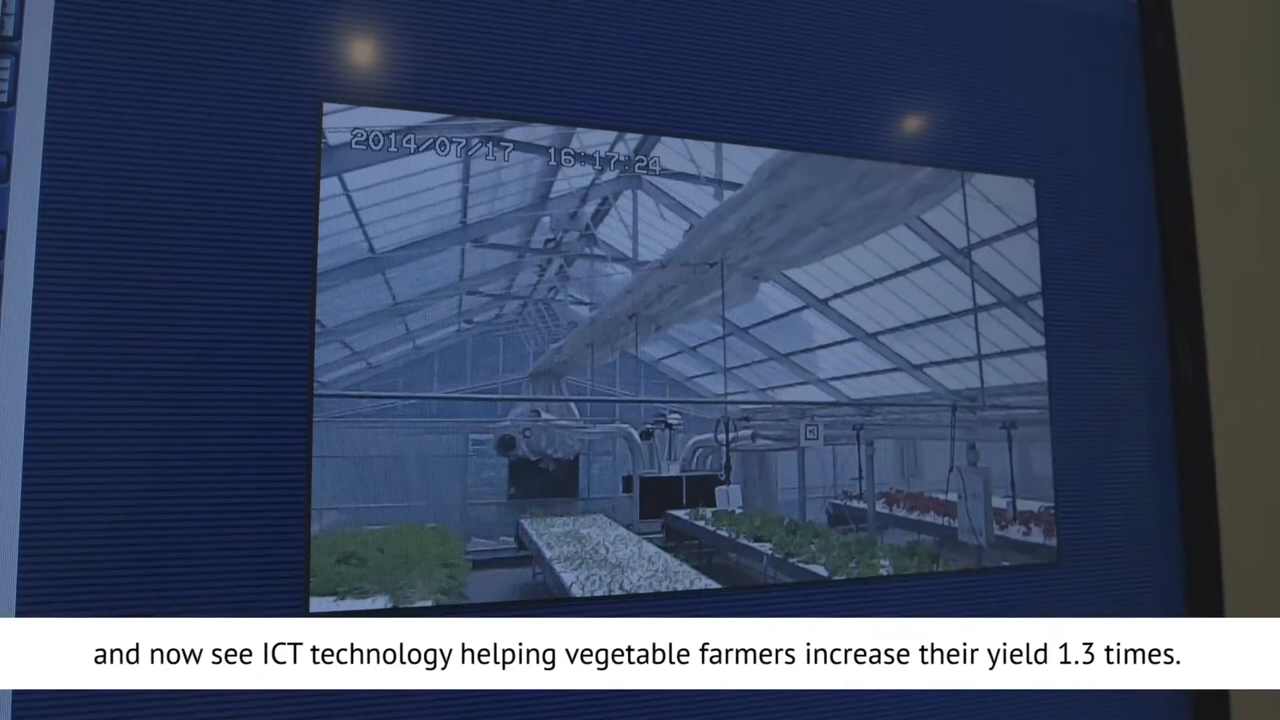 2014/07/17 16:17:24
and now see ICT technology helping vegetable farmers increase their yield 1.3 times.